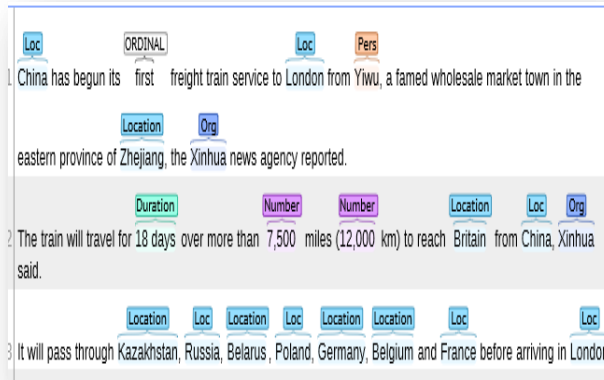 Loc ORDINAL Loc Pers
1 China has begun its first freight train service to London from Yiwu, a famed wholesale market town in the
Location Org
eastern province of Zhejiang, the Xinhua news agency reported.
Duration Number Number Location Loc Org
2 The train will travel for 18 days over more than 7,500 miles (12,000 km) to reach Britain from China, Xinhua
said.
Location Loc Location Loc Location Location Loc Loc
3 It will pass through Kazakhstan, Russia, Belarus, Poland, Germany, Belgium and France before arriving in Londo